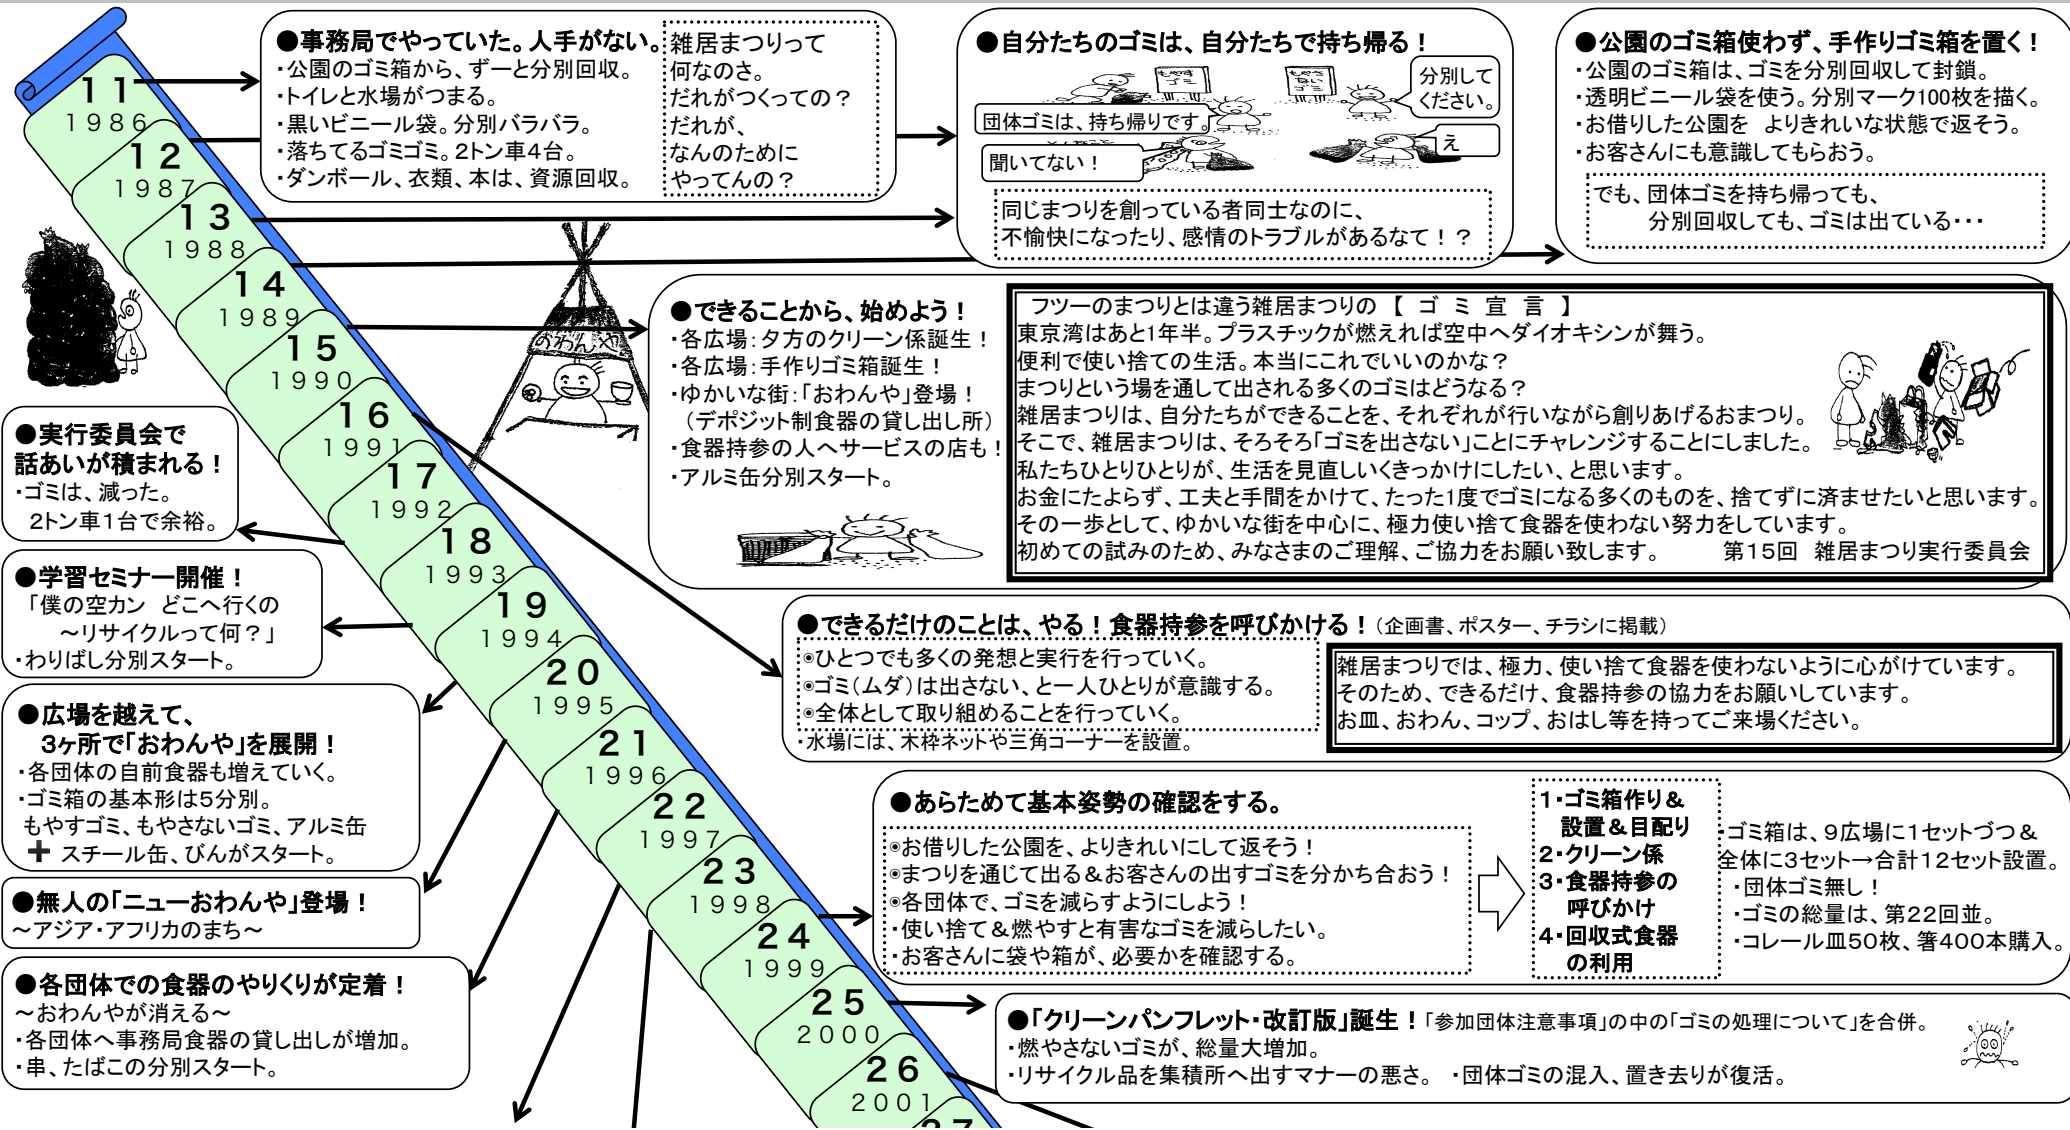 11
1986
12
1987
13
1988
14
1989
15
1990
16
1991
17
1992
18
1993
19
1994
20
1995
21
1996
22
1997
23
1998
24
1999
25
2000
26
2001
27
●事務局でやっていた。人手がない。
・公園のゴミ箱から、ずーと分別回収。
・トイレと水場がつまる。
・黒いビニール袋。分別バラバラ。
・落ちてるゴミゴミ。2トン車4台。
・ダンボール、衣類、本は、資源回収。
雑居まつりって
何なのさ。
だれがつくっての?
だれが、
なんのために
やってんの?
●自分たちのゴミは、自分たちで持ち帰る!
もやす
ゴミ
もやさ
ない
ゴミ
分別して
ください。
団体ゴミは、持ち帰りです。
え
聞いてない!
同じまつりを創っている者同士なのに、
不愉快になったり、感情のトラブルがあるなて!?
●公園のゴミ箱使わず、手作りゴミ箱を置く!
・公園のゴミ箱は、ゴミを分別回収して封鎖。
・透明ビニール袋を使う。分別マーク100枚を描く。
・お借りした公園を よりきれいな状態で返そう。
・お客さんにも意識してもらおう。
でも、団体ゴミを持ち帰っても、
分別回収しても、ゴミは出ている・・・
おわんや
●できることから、始めよう!
・各広場:夕方のクリーン係誕生!
・各広場:手作りゴミ箱誕生!
・ゆかいな街:「おわんや」登場!
(デポジット制食器の貸し出し所)
・食器持参の人へサービスの店も!
・アルミ缶分別スタート。
フツーのまつりとは違う雑居まつりの 【 ゴ ミ 宣 言 】
東京湾はあと1年半。プラスチックが燃えれば空中へダイオキシンが舞う。
便利で使い捨ての生活。本当にこれでいいのかな?
まつりという場を通して出される多くのゴミはどうなる?
雑居まつりは、自分たちができることを、それぞれが行いながら創りあげるおまつり。
そこで、雑居まつりは、そろそろ「ゴミを出さない」ことにチャレンジすることにしました。
私たちひとりひとりが、生活を見直しいくきっかけにしたい、と思います。
お金にたよらず、工夫と手間をかけて、たった1度でゴミになる多くのものを、捨てずに済ませたいと思います。
その一歩として、ゆかいな街を中心に、極力使い捨て食器を使わない努力をしています。
初めての試みのため、みなさまのご理解、ご協力をお願い致します。 第15回 雑居まつり実行委員会
●実行委員会で
話あいが積まれる!
・ゴミは、減った。
2トン車1台で余裕。
●学習セミナー開催!
「僕の空カン どこへ行くの
~リサイクルって何?」
・わりばし分別スタート。
●できるだけのことは、やる!食器持参を呼びかける!(企画書、ポスター、チラシに掲載)
◉ひとつでも多くの発想と実行を行っていく。
◉ゴミ(ムダ)は出さない、と一人ひとりが意識する。
◉全体として取り組めることを行っていく。
・水場には、木枠ネットや三角コーナーを設置。
雑居まつりでは、極力、使い捨て食器を使わないように心がけています。
そのため、できるだけ、食器持参の協力をお願いしています。
お皿、おわん、コップ、おはし等を持ってご来場ください。
●広場を越えて、
3ヶ所で「おわんや」を展開!
・各団体の自前食器も増えていく。
・ゴミ箱の基本形は5分別。
もやすゴミ、もやさないゴミ、アルミ缶
+ スチール缶、びんがスタート。
●無人の「ニューおわんや」登場!
~アジア・アフリカのまち~
●各団体での食器のやりくりが定着!
~おわんやが消える~
・各団体へ事務局食器の貸し出しが増加。
・串、たばこの分別スタート。
●あらためて基本姿勢の確認をする。
◉お借りした公園を、よりきれいにして返そう!
◉まつりを通じて出る&お客さんの出すゴミを分かち合おう!
◉各団体で、ゴミを減らすようにしよう!
・使い捨て&燃やすと有害なゴミを減らしたい。
・お客さんに袋や箱が、必要かを確認する。
1・ゴミ箱作り&
設置&目配り
2・クリーン係
3・食器持参の
呼びかけ
4・回収式食器
の利用
・ゴミ箱は、9広場に1セットづつ&
全体に3セット→合計12セット設置。
・団体ゴミ無し!
・ゴミの総量は、第22回並。
・コレール皿50枚、箸400本購入。
●「クリーンパンフレット・改訂版」誕生!「参加団体注意事項」の中の「ゴミの処理について」を合併。
・燃やさないゴミが、総量大増加。
・リサイクル品を集積所へ出すマナーの悪さ。 ・団体ゴミの混入、置き去りが復活。